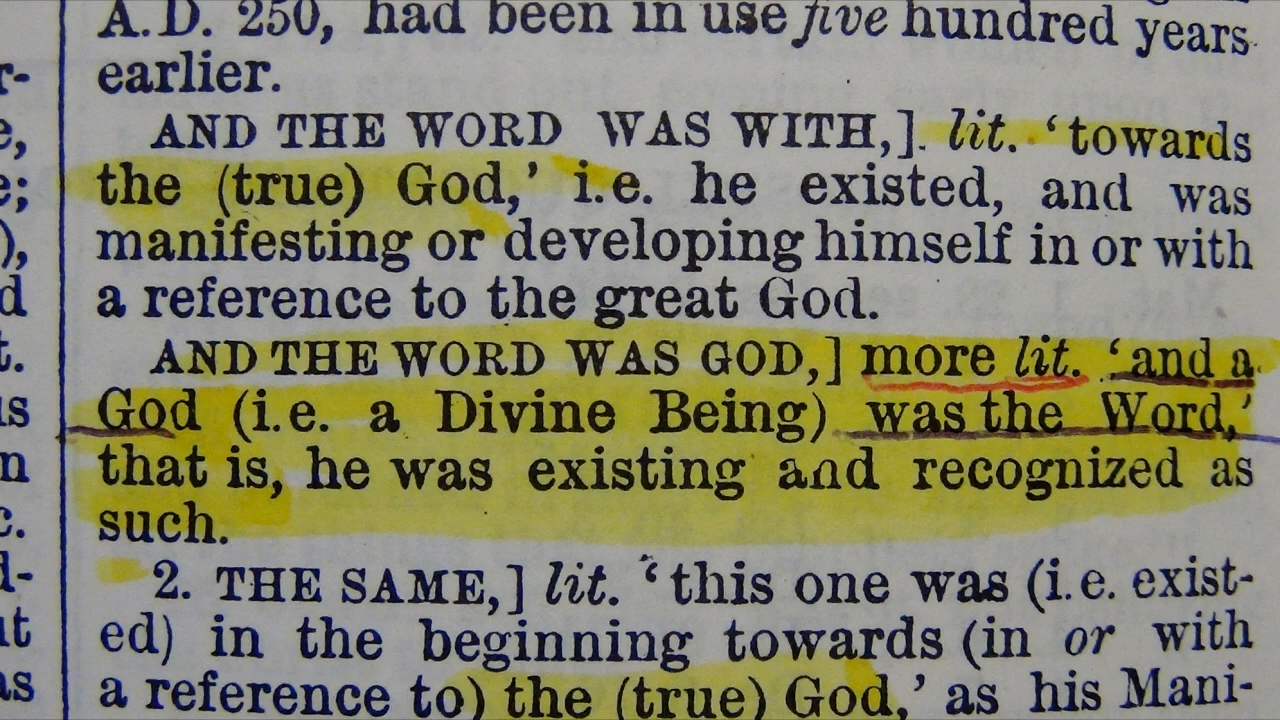 A.D. 250, had been in use five hundred years
earlier.
AND THE WORD WAS WITH,] lit. ‘towards
the (true) God,’ i.e. he existed, and was
manifesting or developing himself in or with
a reference to the great God.
AND THE WORD WAS GOD,] more lit. ‘and a
God (i.e. a Divine Being) was the Word,’
that is, he was existing and recognized as
such.
2. THE SAME,] lit. ‘this one was (i.e. exist-
ed) in the beginning towards (in or with
a reference to) the (true) God,’ as his Mani-